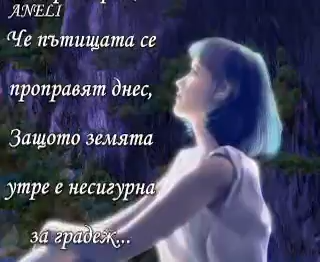 ANELI
Че пътищата се
проправят днес,
Защото земята
утре е несигурна
за градеж...